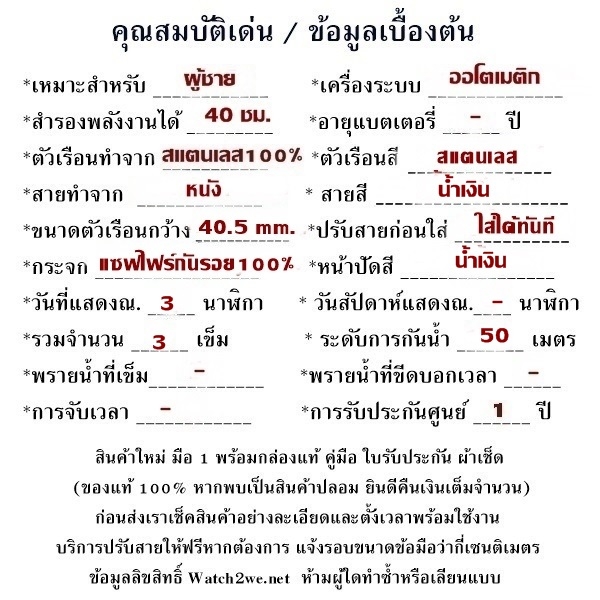 คุณสมบัติเด่น / ข้อมูลเบื้องต้น
*เหมาะสำหรับ ผู้ชาย *เครื่องระบบ ออโตเมติก
*สำรองพลังงานได้ 40 ชม. *อายุแบตเตอรี่ - ปี
*ตัวเรือนทำจาก สแตนเลส100% *ตัวเรือนสี สแตนเลส
*สายทำจาก หนัง * สายสี น้ำเงิน
*ขนาดตัวเรือนกว้าง 40.5 mm. *ปรับสายก่อนใส่ ใส่ได้ทันที
*กระจก แซฟไฟร์กันรอย100% *หน้าปัดสี น้ำเงิน
*วันที่แสดงณ. 3 นาฬิกา * วันสัปดาห์แสดงณ. - นาฬิกา
*รวมจำนวน 3 เข็ม * ระดับการกันน้ำ 50 เมตร
*พรายน้ำที่เข็ม - *พรายน้ำที่ขีดบอกเวลา -
*การจับเวลา - *การรับประกันศูนย์ 1 ปี
สินค้าใหม่ มือ 1 พร้อมกล่องแท้ คู่มือ ใบรับประกัน ผ้าเช็ด
(ของแท้ 100% หากพบเป็นสินค้าปลอม ยินดีคืนเงินเต็มจำนวน)
ก่อนส่งเราเช็คสินค้าอย่างละเอียดและตั้งเวลาพร้อมใช้งาน
บริการปรับสายให้ฟรีหากต้องการ แจ้งรอบขนาดข้อมือว่ากี่เซนติเมตร
ข้อมูลลิขสิทธิ์ Watch2we.net ห้ามผู้ใดทำซ้ำหรือเลียนแบบ